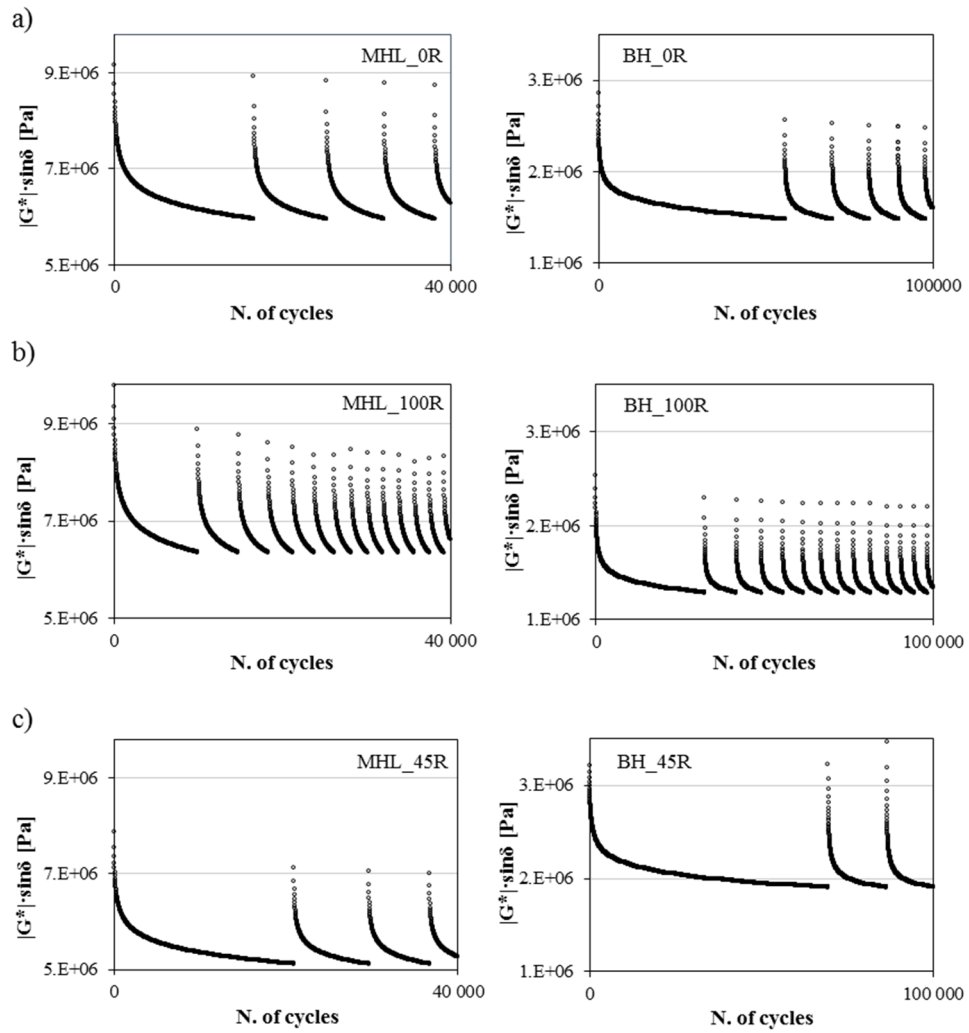 a)
MHL_0R
BH_0R
|G*|·sinδ [Pa]
9.E+06
7.E+06
5.E+06
0
40 000
N. of cycles
|G*|·sinδ [Pa]
3.E+06
2.E+06
1.E+06
0
100000
N. of cycles
b)
MHL_100R
BH_100R
|G*|·sinδ [Pa]
9.E+06
7.E+06
5.E+06
0
40 000
N. of cycles
|G*|·sinδ [Pa]
3.E+06
2.E+06
1.E+06
0
100 000
N. of cycles
c)
MHL_45R
BH_45R
|G*|·sinδ [Pa]
9.E+06
7.E+06
5.E+06
0
40 000
N. of cycles
|G*|·sinδ [Pa]
3.E+06
2.E+06
1.E+06
0
100 000
N. of cycles